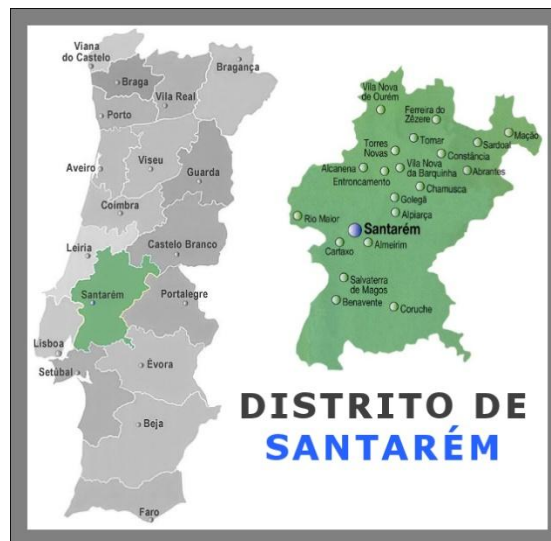 Viana
do Castelo
Braga
Bragança
Vila Real
Porto
Aveiro
Viseu
Guarda
Coimbra
Leiria
Castelo Branco
Santarém
Portalegre
Lisboa
Setúbal
Évora
Beja
Faro
Vila Nova
de Ourém
Ferreira do
Zêzere
Mação
Tomar
Sardoal
Torres
Novas
Constância
Alcanena
Vila Nova
da Barquinha
Abrantes
Entroncamento
Chamusca
Golegã
Alpiarça
Rio Maior
Santarém
Cartaxo
Almeirim
Salvaterra
de Magos
Benavente
Coruche
DISTRITO DE
SANTARÉM